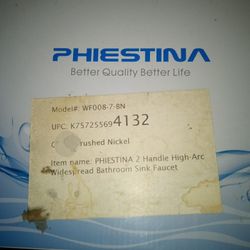 PHIESTINA
Better Quality Better Life
Model#: WF008-7-BN
UPC: K757255694132
Brushed Nickel
Item name: PHIESTINA 2 Handle High-Arc
Widespread Bathroom Sink Faucet